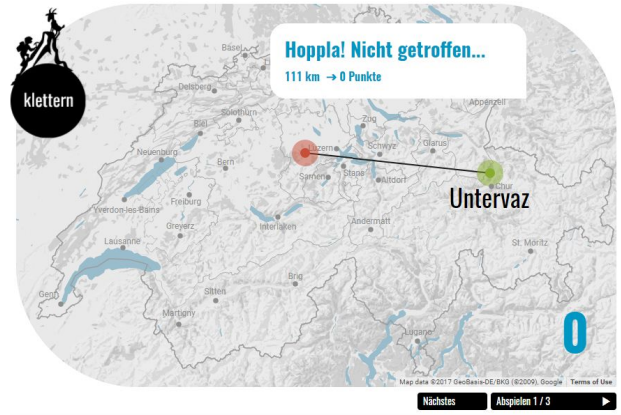 klettern
Hoppla! Nicht getroffen...
111 km → 0 Punkte
Basel
Delsberg
Appenzell
Solothurn
Zug
Biel
Luzern
Schwyz
Glarus
Neuenburg
Bern
Sarnen
Stans
Altdorf
Chur
Untervaz
Yverdon-les-Bains
Freiburg
Greyerz
Interlaken
Andermatt
Lausanne
St. Moritz
Brig
Genf
Sitten
Martigny
Lugano
0
Map data ©2017 GeoBasis-DE/BKG (©2009), Google
Terms of Use
Nächstes
Abspielen 1 / 3